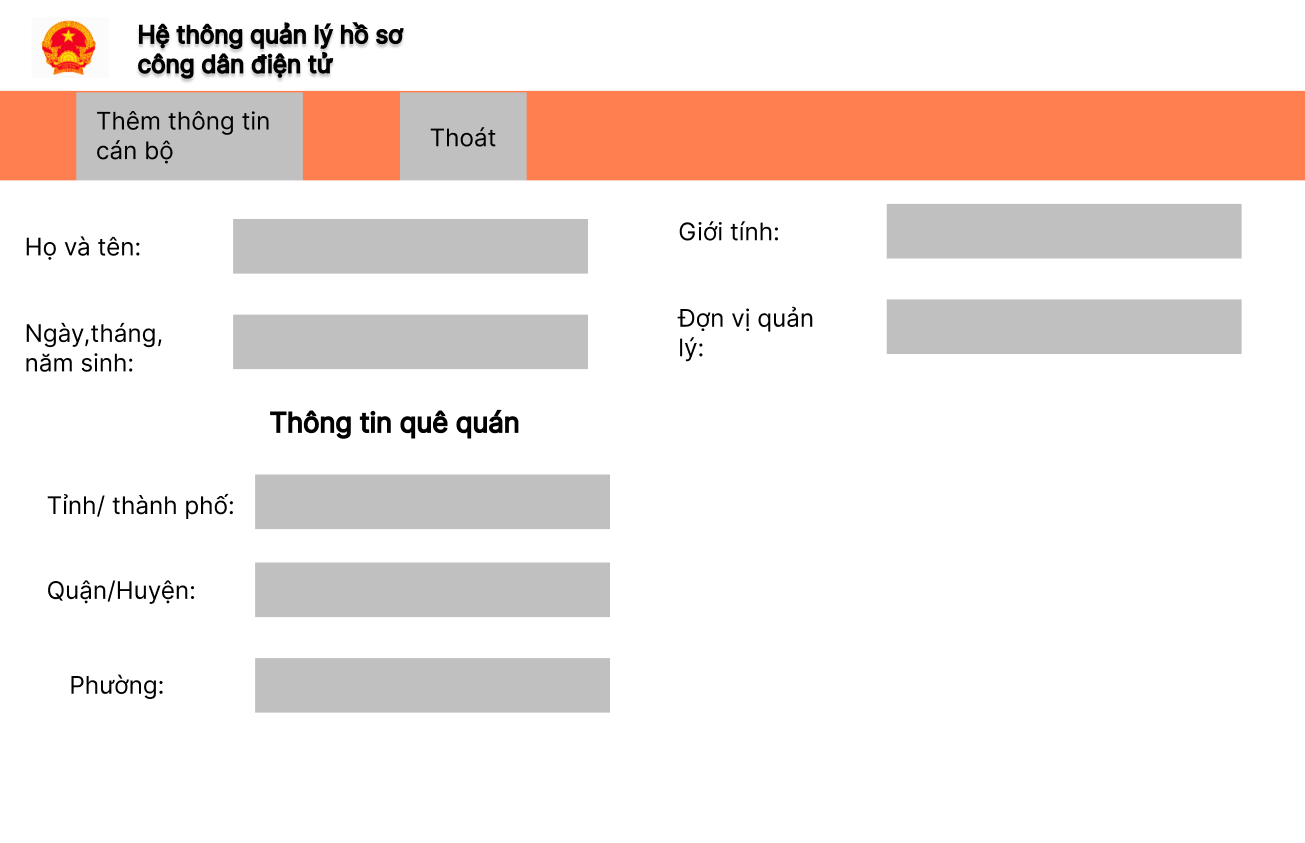 Hệ thông quản lý hồ sơ
công dân điện tử
Thêm thông tin
cán bộ
Thoát
Họ và tên:
Giới tính:
Ngày,tháng,
năm sinh:
Đợn vị quản
lý:
Thông tin quê quán
Tỉnh/ thành phố:
Quận/Huyện:
Phường: